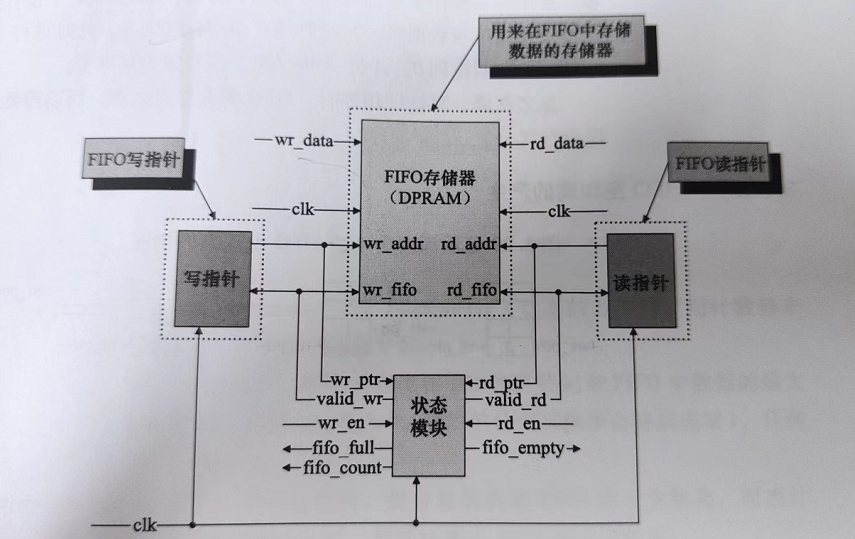 用来在FIFO中存储
数据的存储器
FIFO写指针
FIFO读指针
wr_data
rd_data
FIFO存储器
(DPRAM)
clk
clk
wr_addr
rd_addr
写指针
读指针
wr_fifo
rd_fifo
wr_ptr
rd_ptr
valid_wr
valid_rd
状态
模块
wr_en
rd_en
fifo_full
fifo_empty
fifo_count
clk